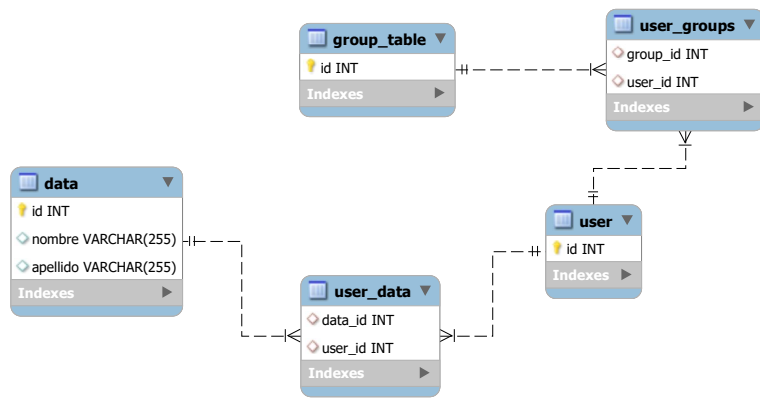 group_table
id INT
Indexes
user_groups
group_id INT
user_id INT
Indexes
data
id INT
nombre VARCHAR(255)
apellido VARCHAR(255)
Indexes
user
id INT
Indexes
user_data
data_id INT
user_id INT
Indexes